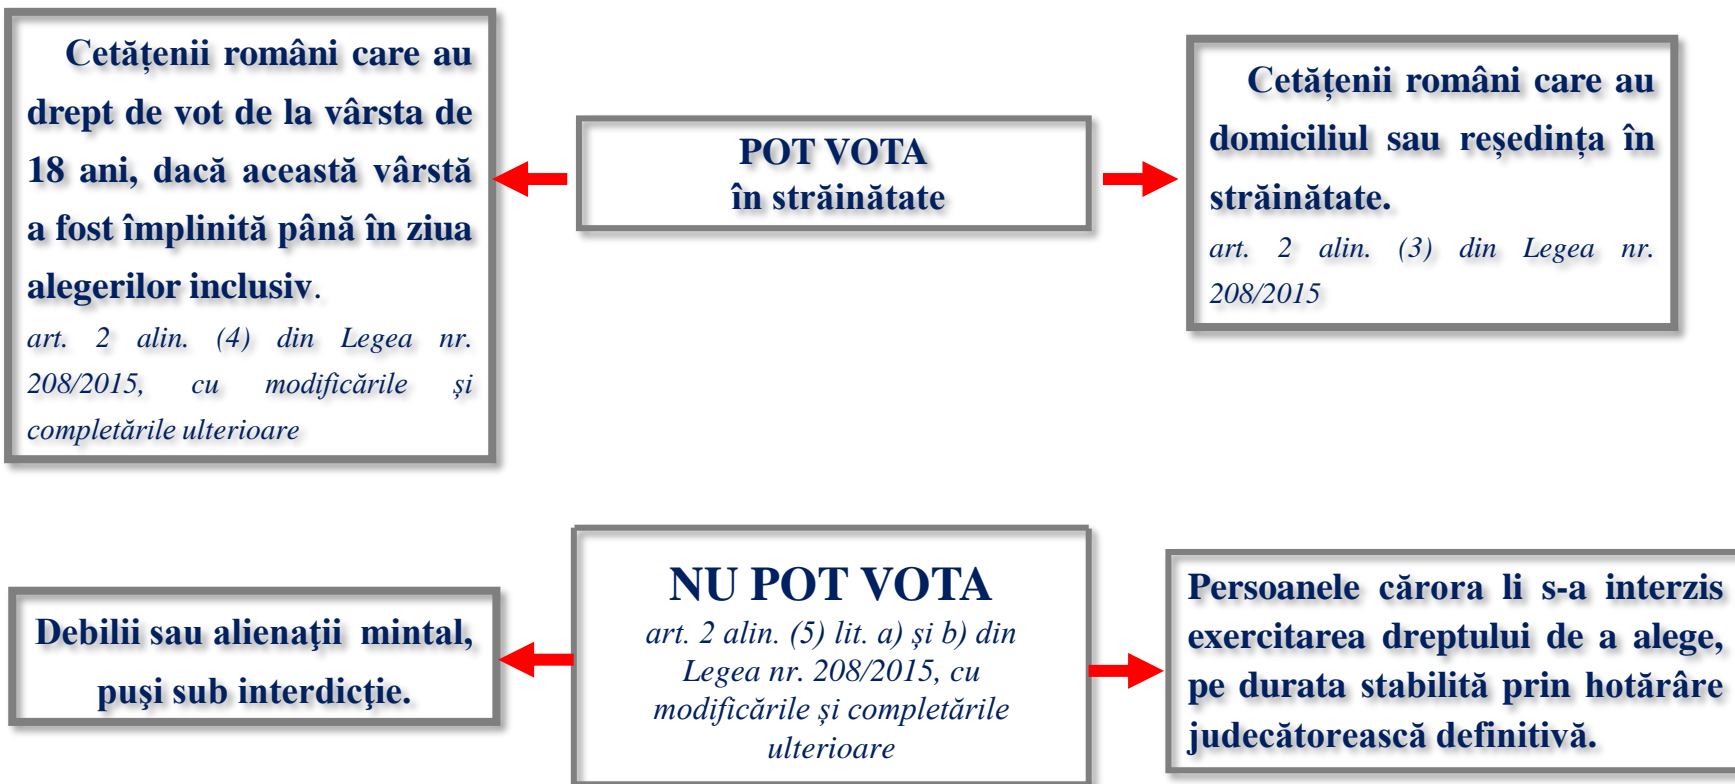 Cetățenii români care au
drept de vot de la vârsta de
18 ani, dacă această vârstă
a fost împlinită până în ziua
alegerilor inclusiv.
art. 2 alin. (4) din Legea nr.
208/2015, cu modificările și
completările ulterioare
POT VOTA
în străinătate
Cetățenii români care au
domiciliul sau reședința în
străinătate.
art. 2 alin. (3) din Legea nr.
208/2015
Debilii sau alienaţii mintal,
puşi sub interdicţie.
NU POT VOTA
art. 2 alin. (5) lit. a) și b) din
Legea nr. 208/2015, cu
modificările și completările
ulterioare
Persoanele cărora li s-a interzis
exercitarea dreptului de a alege,
pe durata stabilită prin hotărâre
judecătorească definitivă.